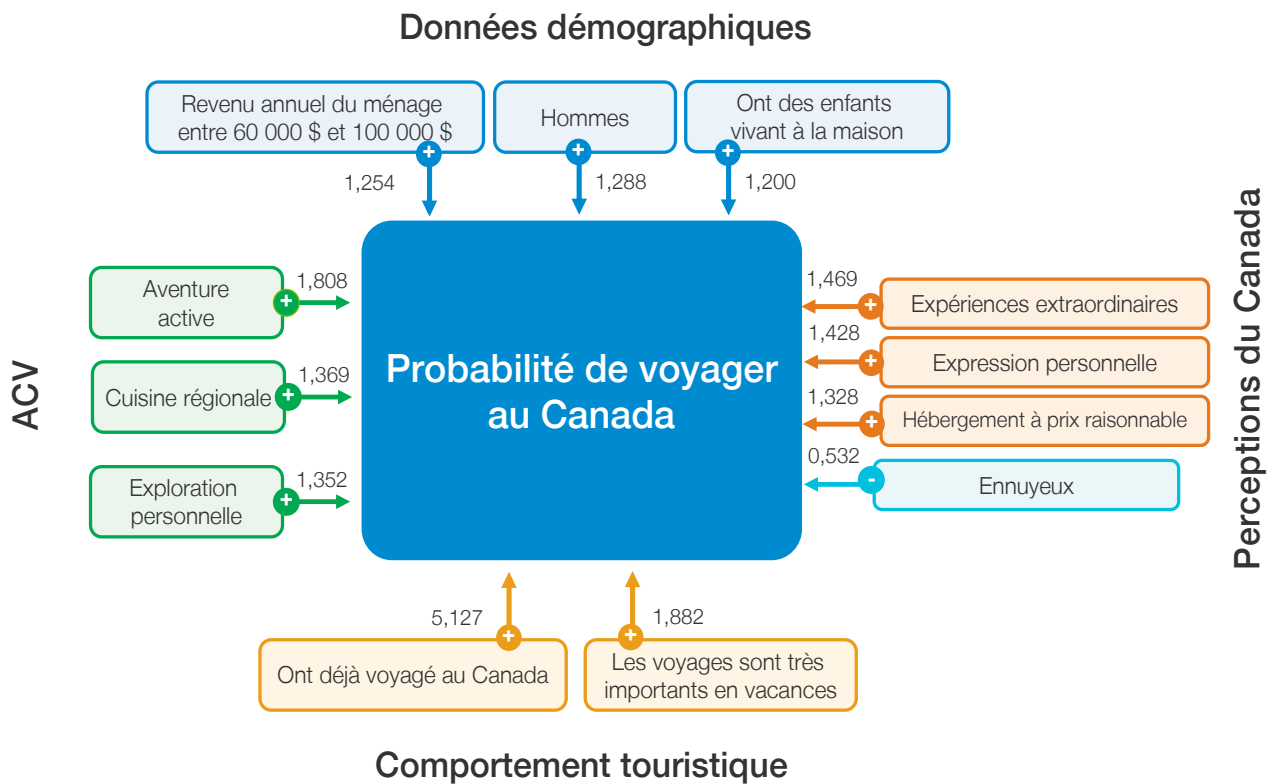 Données démographiques
Revenu annuel du ménage
entre 60 000 $ et 100 000 $
Hommes
Ont des enfants
vivant à la maison
+
+
+
1,254
1,288
1,200
ACV
Aventure
active
+
1,808
Cuisine régionale
+
1,369
Exploration
personnelle
+
1,352
Probabilité de voyager
au Canada
1,469
+
Expériences extraordinaires
1,428
+
Expression personnelle
1,328
+
Hébergement à prix raisonnable
0,532
-
Ennuyeux
Perceptions du Canada
5,127
+
Ont déjà voyagé au Canada
1,882
+
Les voyages sont très
importants en vacances
Comportement touristique